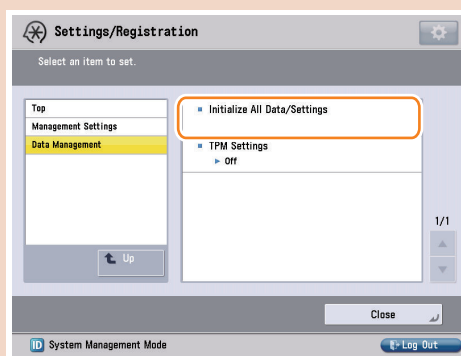 Settings/Registration
Select an item to set.
Top
Management Settings
Data Management
Up
Initialize All Data/Settings
TPM Settings
Off
1/1
Close
ID System Management Mode
Log Out